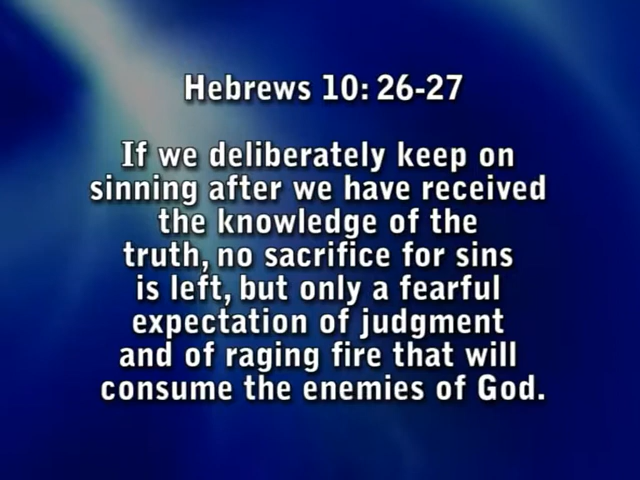 Hebrews 10: 26-27
If we deliberately keep on
sinning after we have received
the knowledge of the
truth, no sacrifice for sins
is left, but only a fearful
expectation of judgment
and of raging fire that will
consume the enemies of God.